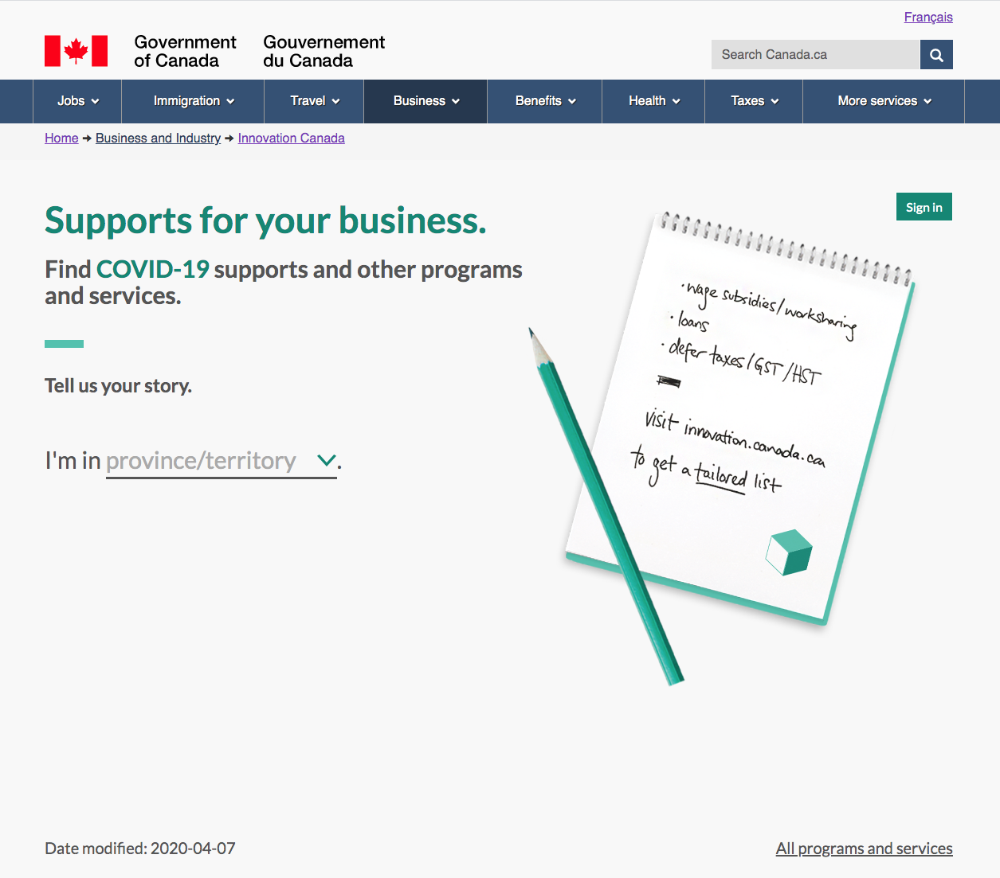 Français
Government of Canada
Gouvernement du Canada
Search Canada.ca
Jobs Immigration Travel Business Benefits Health Taxes More services
Home ➔ Business and Industry ➔ Innovation Canada
Sign in
Supports for your business.
Find COVID-19 supports and other programs
and services.
Tell us your story.
I'm in province/territory .
· wage subsidies/worksharing
· loans
· defer taxes/GST/HST
visit innovation.canada.ca
to get a tailored list
Date modified: 2020-04-07
All programs and services